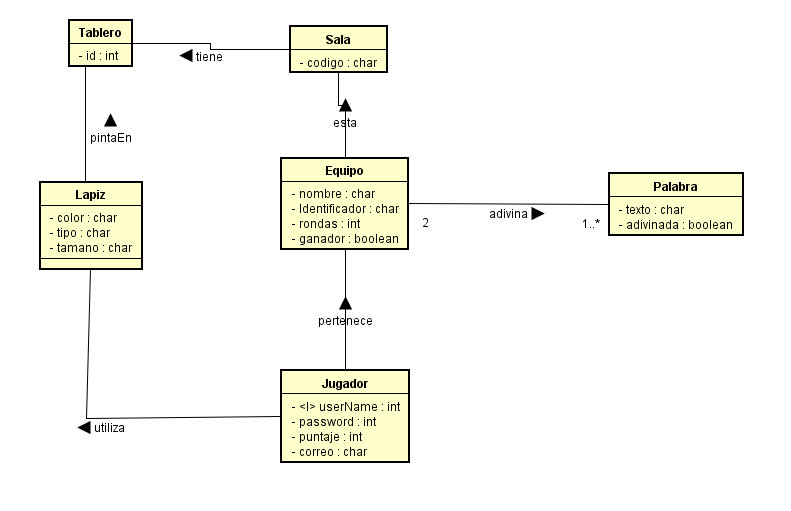 Tablero
- id : int
Sala
- codigo : char
tiene
pintaEn
esta
Lapiz
- color : char
- tipo : char
- tamano : char
Equipo
- nombre : char
- Identificador : char
- rondas : int
- ganador : boolean
2
adivina
1..*
Palabra
- texto : char
- adivinada : boolean
pertenece
Jugador
- <I> userName : int
- password : int
- puntaje : int
- correo : char
utiliza